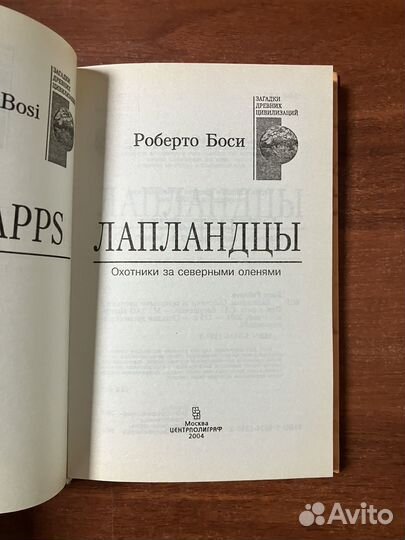 Bosi
APPS
ЗАГАДКИ
ДРЕВНИХ
ЦИВИЛИЗАЦИЙ
Роберто Боси
ЛАПЛАНДЦЫ
Охотники за северными оленями
Москва
ЦЕНТРПОЛИГРАФ
2004
Avito